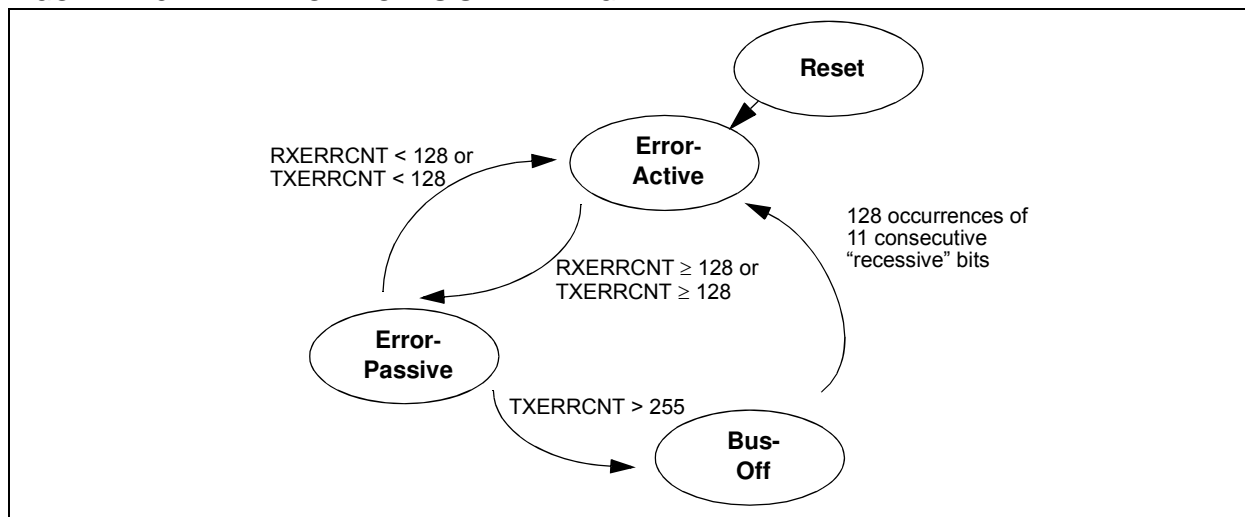 Reset
Error-
Active
RXERRCNT < 128 or
TXERRCNT < 128
128 occurrences of
11 consecutive
“recessive” bits
RXERRCNT ≥ 128 or
TXERRCNT ≥ 128
Error-
Passive
TXERRCNT > 255
Bus-
Off